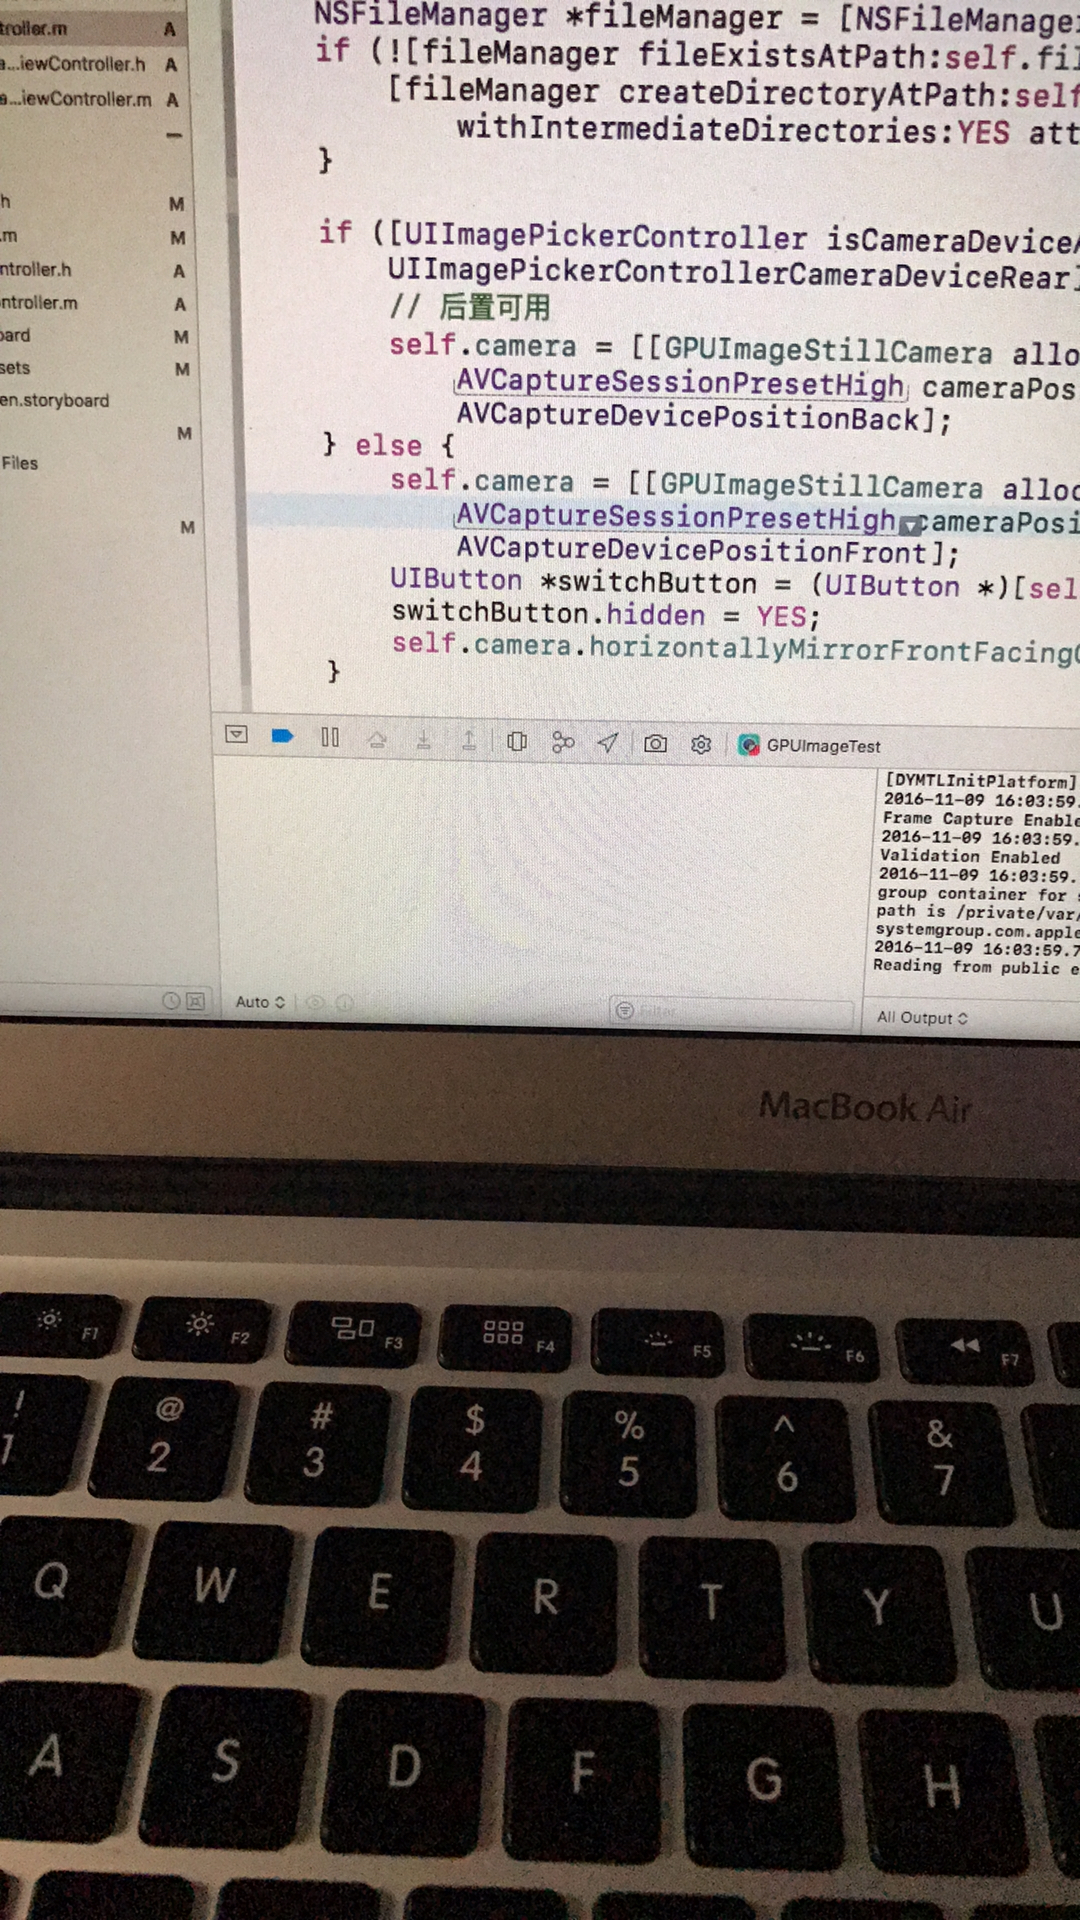 troller.m A
a...iewController.h A
a...iewController.m A
h M
.m M
ntroller.h A
ontroller.m A
oard M
sets M
en.storyboard
M
Files
M
NSFileManager *fileManager = [NSFileManage
if (![fileManager fileExistsAtPath:self.fil
[fileManager createDirectoryAtPath:self
withIntermediateDirectories:YES att
}
if ([UIImagePickerController isCameraDeviceA
UIImagePickerControllerCameraDeviceRear]
// 后置可用
self.camera = [[GPUImageStillCamera allo
AVCaptureSessionPresetHigh cameraPos
AVCaptureDevicePositionBack];
} else {
self.camera = [[GPUImageStillCamera alloc
AVCaptureSessionPresetHigh cameraPosi
AVCaptureDevicePositionFront];
UIButton *switchButton = (UIButton *)[sel
switchButton.hidden = YES;
self.camera.horizontallyMirrorFrontFacingC
}
GPUImageTest
[DYMTLInitPlatform]
2016-11-09 16:03:59.
Frame Capture Enable
2016-11-09 16:03:59.
Validation Enabled
2016-11-09 16:03:59.
group container for s
path is /private/var/
systemgroup.com.apple
2016-11-09 16:03:59.7
Reading from public e
Auto
Filter
All Output
MacBook Air
F1 F2 F3 F4 F5 F6 F7
! @ # $ % ^ &
1 2 3 4 5 6 7
Q W E R T Y U
A S D F G H